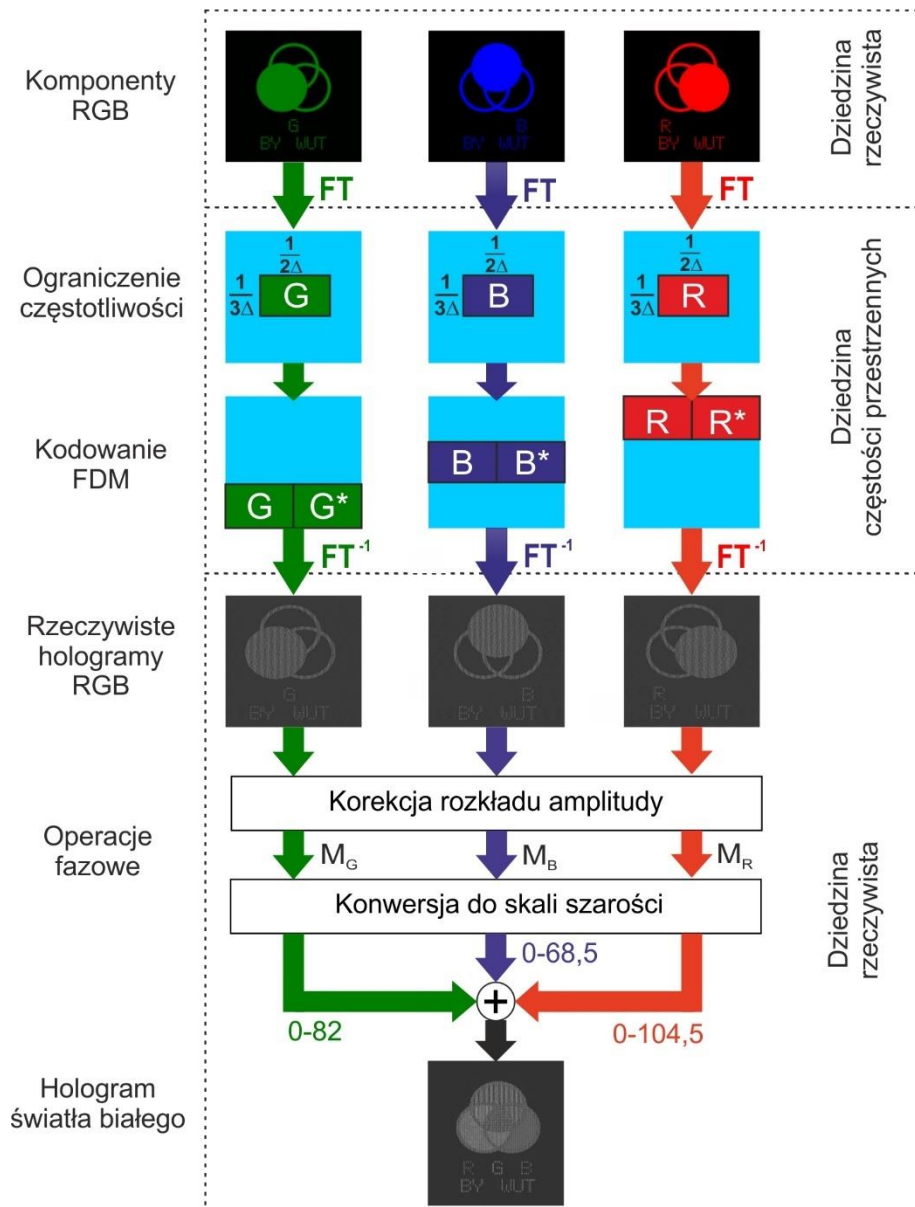 Komponenty
RGB
G
BY WUT
B
BY WUT
R
BY WUT
Dziedzina
rzeczywista
FT
FT
FT
Ograniczenie
częstotliwości
1
2Δ
1
3Δ
G
1
2Δ
1
3Δ
B
1
2Δ
1
3Δ
R
Dziedzina
częstości przestrzennych
Kodowanie
FDM
G G*
B B*
R R*
FT-1
FT-1
FT-1
Rzeczywiste
hologramy
RGB
G
BY WUT
B
BY WUT
R
BY WUT
Korekcja rozkładu amplitudy
Operacje
fazowe
MG
MB
MR
Konwersja do skali szarości
Dziedzina
rzeczywista
0-68,5
+
0-82
0-104,5
Hologram
światła białego
R G B
BY WUT